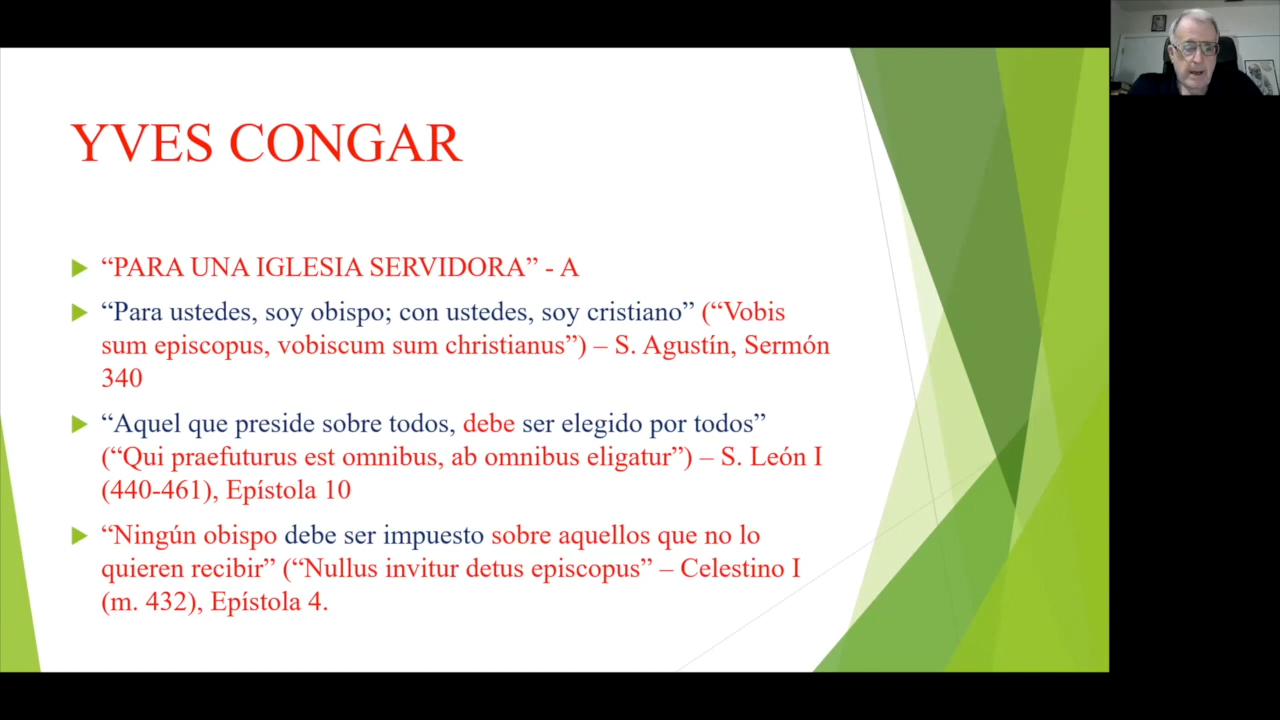 YVES CONGAR
“PARA UNA IGLESIA SERVIDORA” - A
“Para ustedes, soy obispo; con ustedes, soy cristiano” (“Vobis
sum episcopus, vobiscum sum christianus”) – S. Agustín, Sermón
340
“Aquel que preside sobre todos, debe ser elegido por todos”
(“Qui praefuturus est omnibus, ab omnibus eligatur”) – S. León I
(440-461), Epístola 10
“Ningún obispo debe ser impuesto sobre aquellos que no lo
quieren recibir” (“Nullus invitur detus episcopus” – Celestino I
(m. 432), Epístola 4.